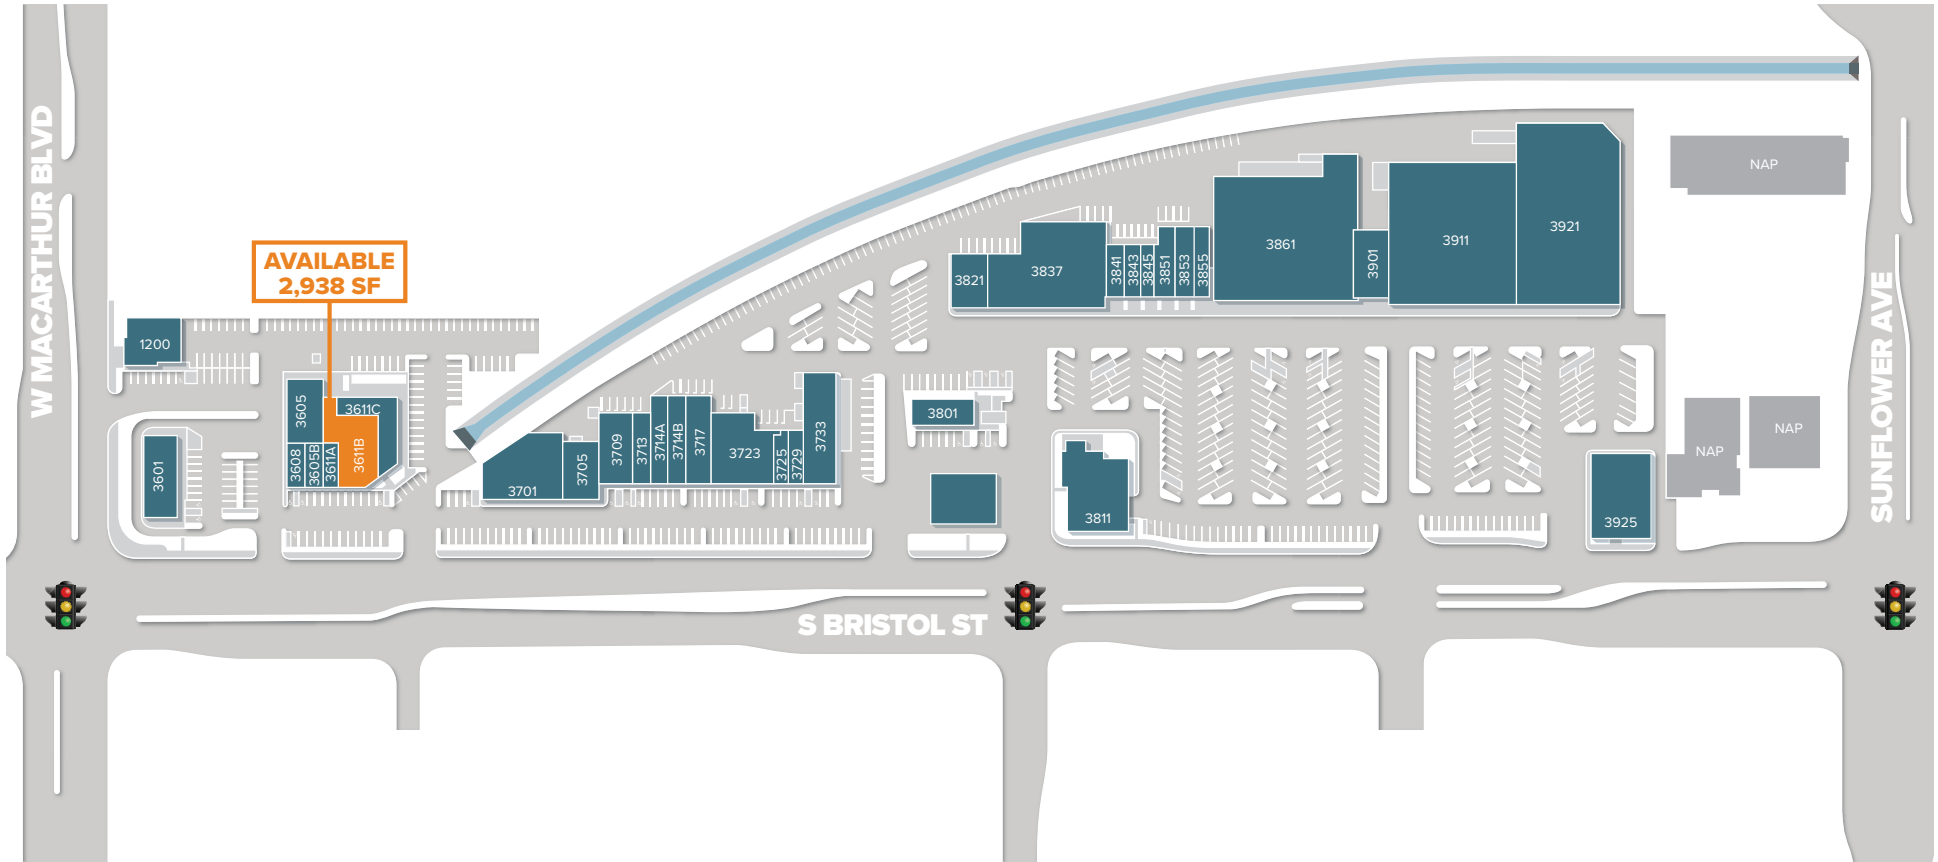 W MACARTHUR BLVD
AVAILABLE
2,938 SF
1200
3601
3605
3608
3605B
3611A
3611B
3611C
3701
3705
3709
3713
3714A
3714B
3717
3723
3725
3729
3733
3801
3811
3821
3837
3841
3843
3845
3851
3853
3855
3861
3901
3911
3921
3925
NAP
NAP
NAP
SUNFLOWER AVE
S BRISTOL ST